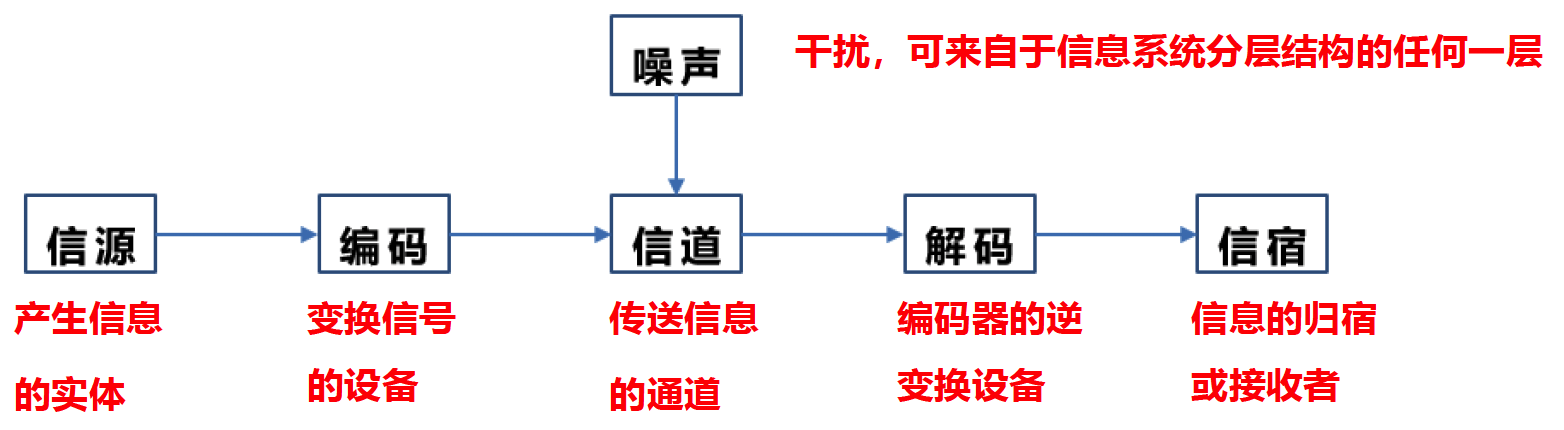 噪声
干扰，可来自于信息系统分层结构的任何一层
信源
编码
信道
解码
信宿
产生信息
的实体
变换信号
的设备
传送信息
的通道
编码器的逆
变换设备
信息的归宿
或接收者